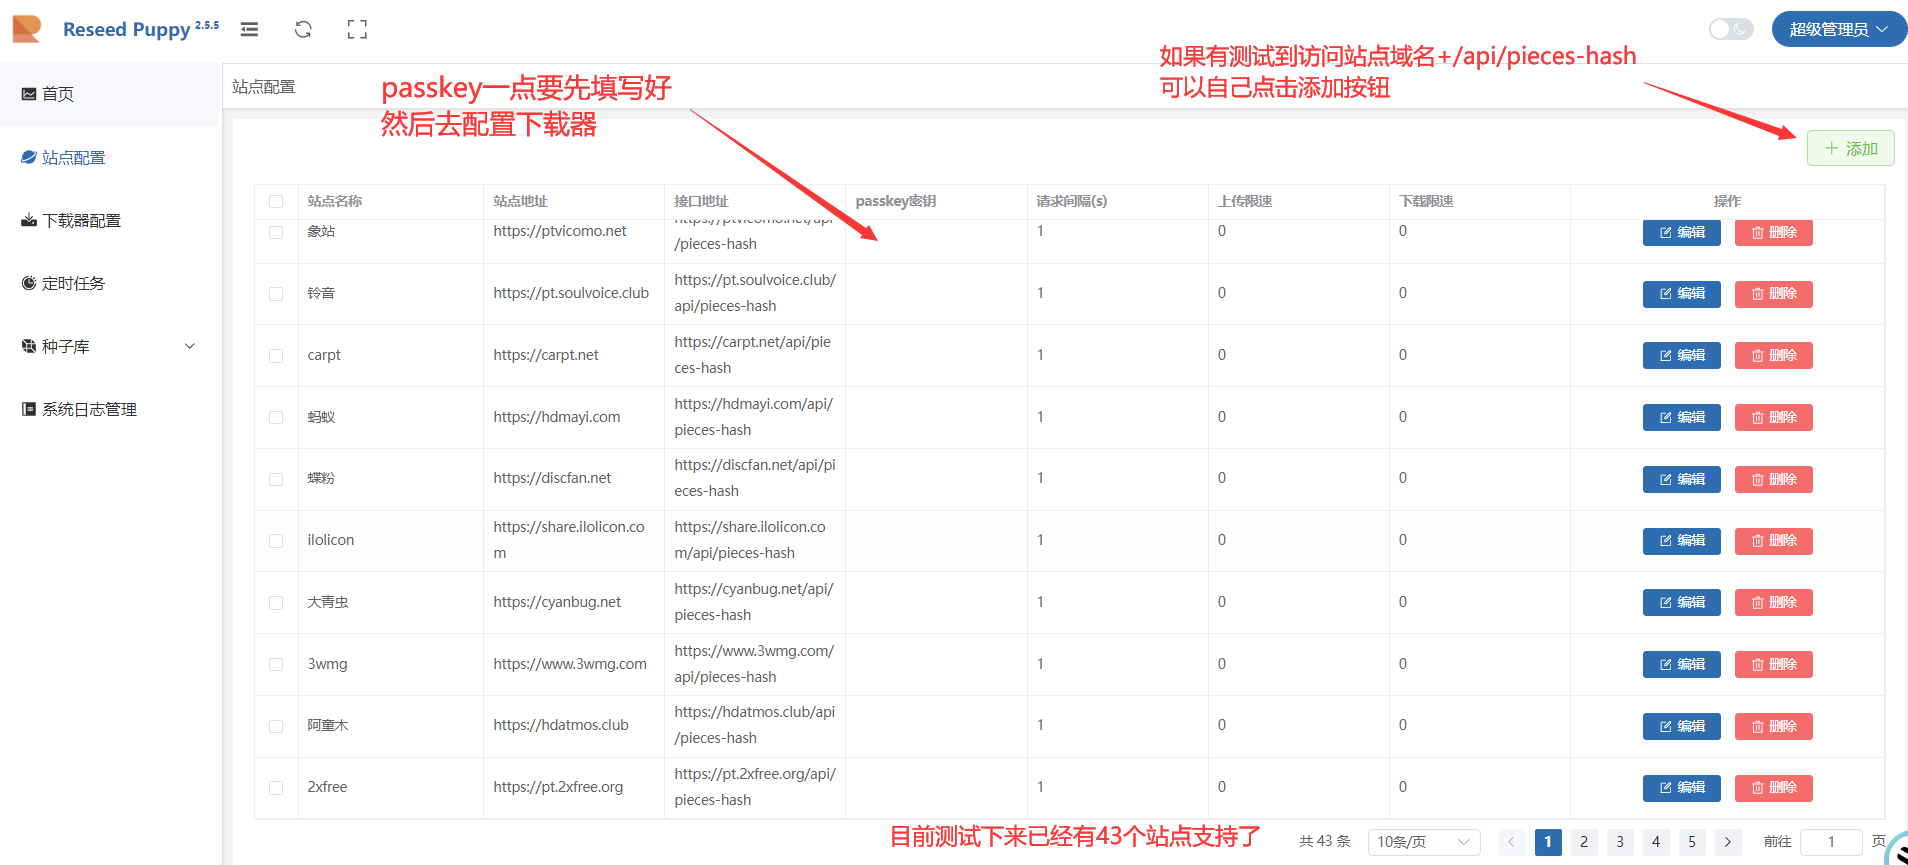 Reseed Puppy 2.5.5
超级管理员
首页
站点配置
下载器配置
定时任务
种子库
系统日志管理
站点配置
passkey一点要先填写好
然后去配置下载器
如果有测试到访问站点域名+/api/pieces-hash
可以自己点击添加按钮
添加
站点名称 站点地址 接口地址 passkey密钥 请求间隔(s) 上传限速 下载限速 操作
象站 https://ptvicomo.net https://ptvicomo.net/api 1 0 0 编辑 删除
/pieces-hash
铃音 https://pt.soulvoice.club https://pt.soulvoice.club/ 1 0 0 编辑 删除
api/pieces-hash
carpt https://carpt.net https://carpt.net/api/pie 1 0 0 编辑 删除
ces-hash
蚂蚁 https://hdmayi.com https://hdmayi.com/api/ 1 0 0 编辑 删除
pieces-hash
蝶粉 https://discfan.net https://discfan.net/api/pi 1 0 0 编辑 删除
eces-hash
ilolicon https://share.ilolicon.co https://share.ilolicon.co 1 0 0 编辑 删除
m m/api/pieces-hash
大青虫 https://cyanbug.net https://cyanbug.net/api/ 1 0 0 编辑 删除
pieces-hash
3wmg https://www.3wmg.com https://www.3wmg.com/ 1 0 0 编辑 删除
api/pieces-hash
阿童木 https://hdatmos.club https://hdatmos.club/api 1 0 0 编辑 删除
/pieces-hash
2xfree https://pt.2xfree.org https://pt.2xfree.org/api/ 1 0 0 编辑 删除
pieces-hash
目前测试下来已经有43个站点支持了
共 43 条 10条/页 1 2 3 4 5 前往 1 页